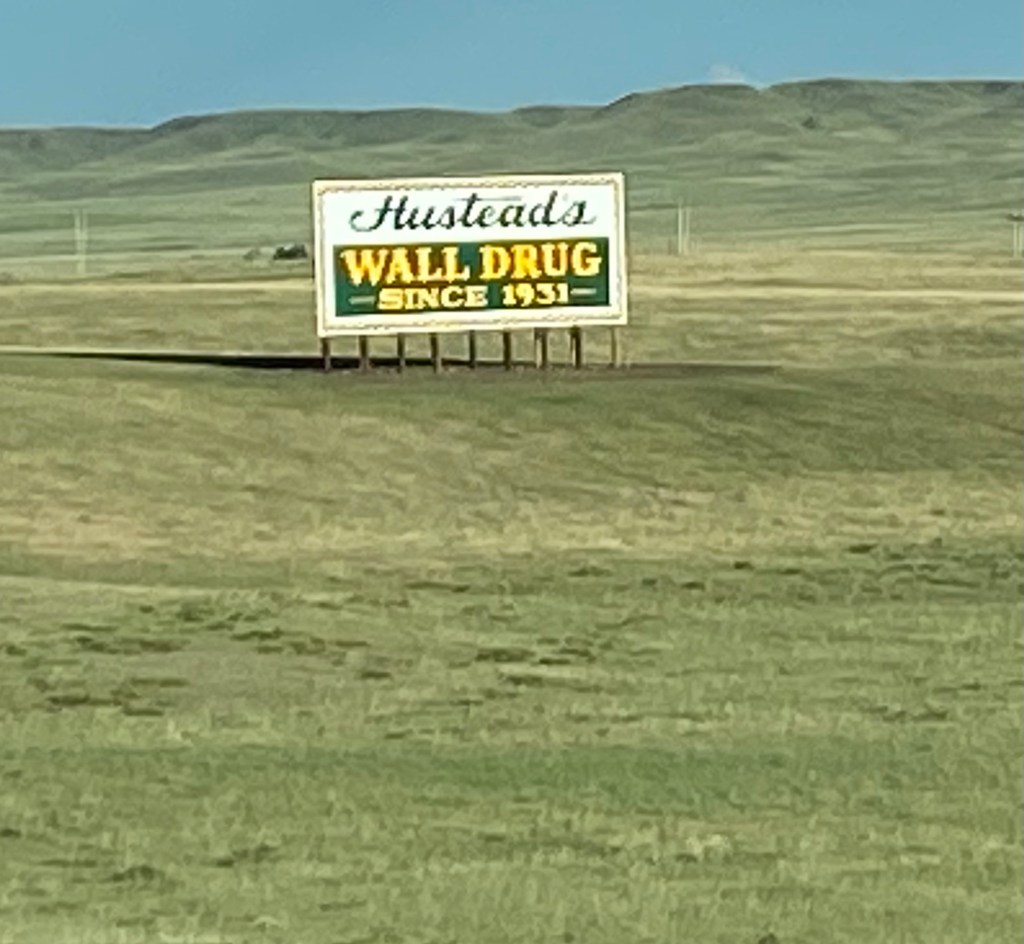 Hustead's
WALL DRUG
-SINCE 1931-